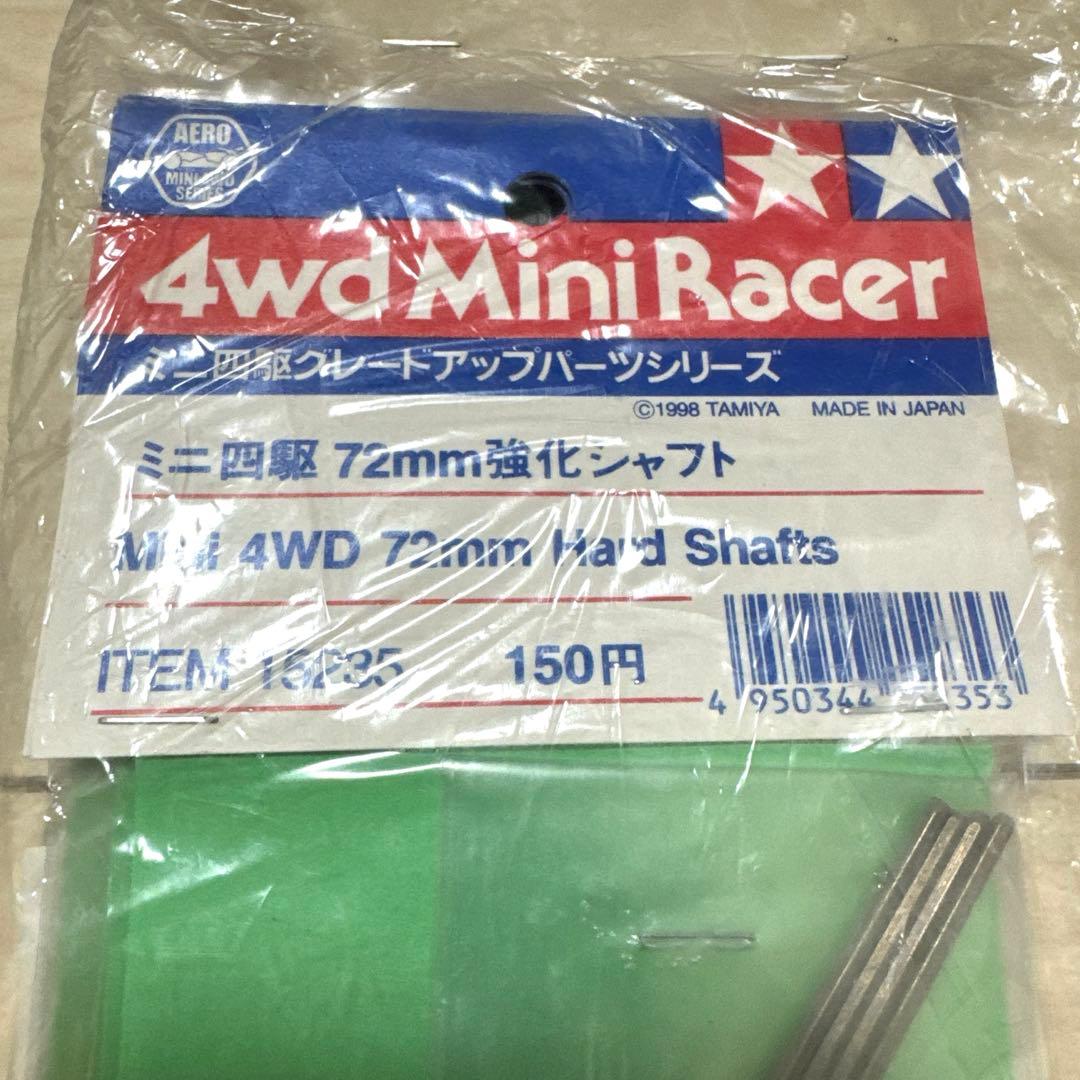 AERO
MINI 4WD
SERIES
4wd Mini Racer
ミニ四駆グレードアップパーツシリーズ
©1998 TAMIYA MADE IN JAPAN
ミニ四駆 72mm強化シャフト
Mini 4WD 72mm Hard Shafts
ITEM 15235 150円
4 950344 353